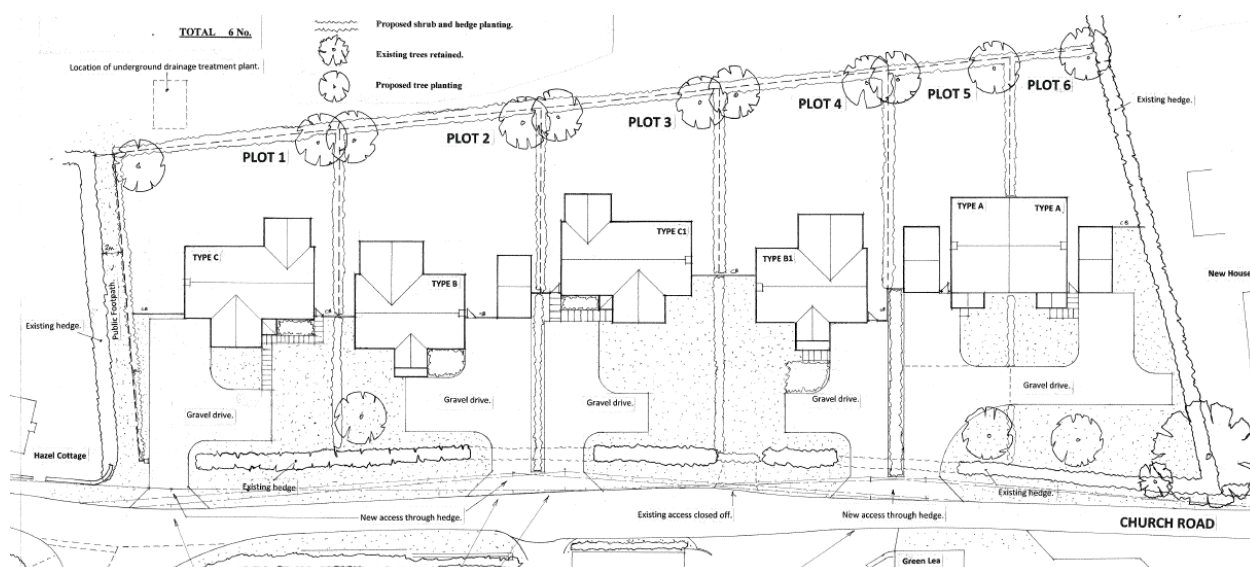 TOTAL 6 No.
Proposed shrub and hedge planting.
Existing trees retained.
Proposed tree planting
Location of underground drainage treatment plant.
PLOT 1
PLOT 2
PLOT 3
PLOT 4
PLOT 5
PLOT 6
Existing hedge.
TYPE C
TYPE B
TYPE C1
TYPE B1
TYPE A
TYPE A
New House
2m
Public Footpath.
Existing hedge.
Gravel drive.
Gravel drive.
Gravel drive.
Gravel drive.
Gravel drive.
Hazel Cottage
Existing hedge.
Existing hedge.
New access through hedge.
Existing access closed off.
New access through hedge.
CHURCH ROAD
Green Lea